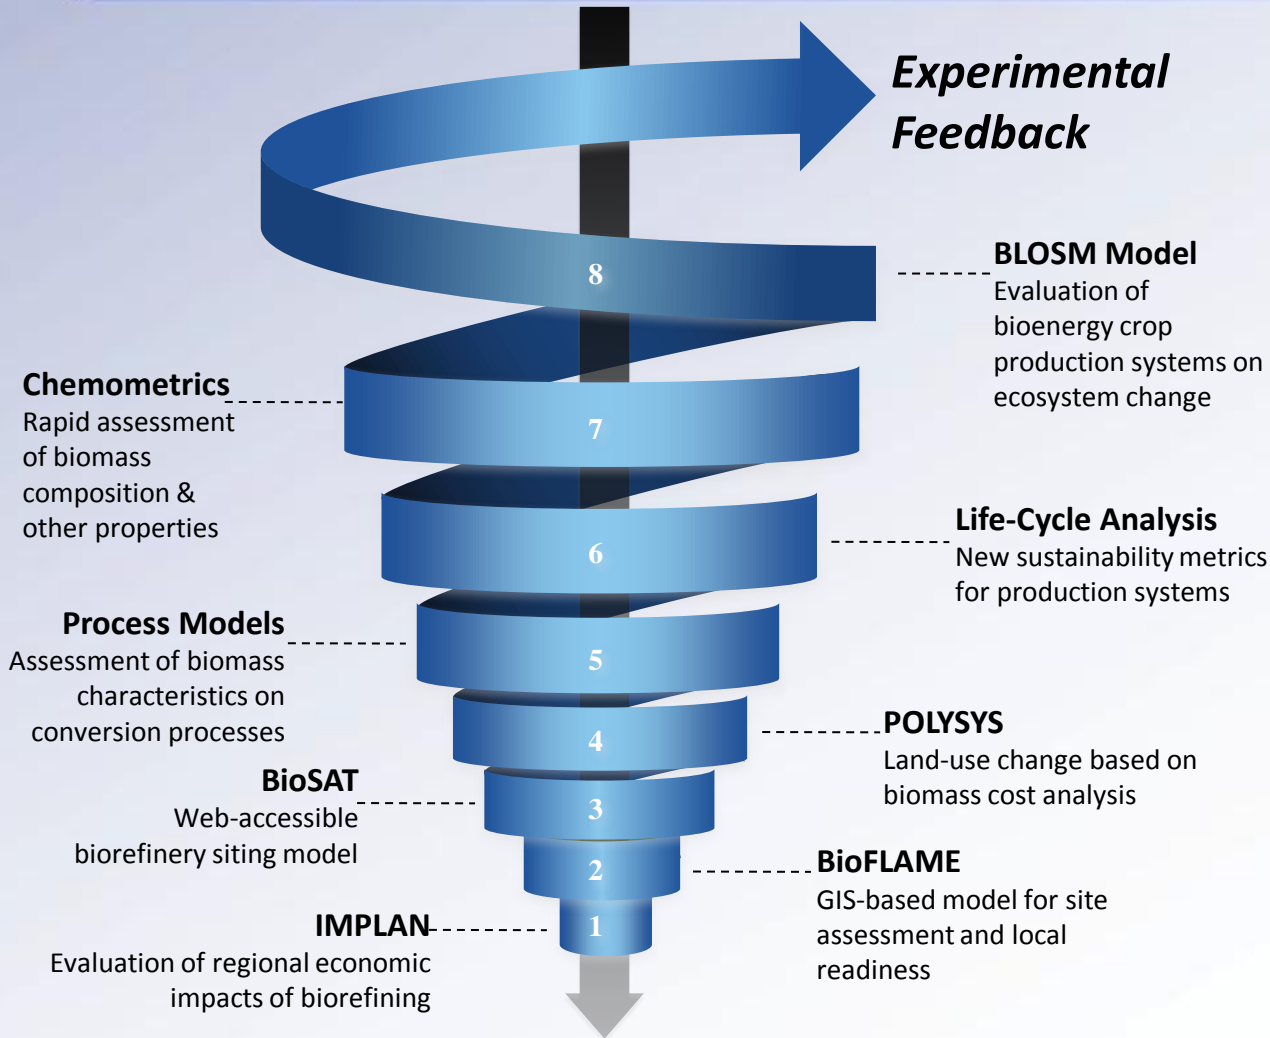 Experimental
Feedback
8
BLOSM Model
Evaluation of
bioenergy crop
production systems on
ecosystem change
Chemometrics
Rapid assessment
of biomass
composition &
other properties
7
Life-Cycle Analysis
New sustainability metrics
for production systems
6
Process Models
Assessment of biomass
characteristics on
conversion processes
5
POLYSYS
Land-use change based on
biomass cost analysis
4
BioSAT
Web-accessible
biorefinery siting model
3
BioFLAME
GIS-based model for site
assessment and local
readiness
2
IMPLAN
Evaluation of regional economic
impacts of biorefining
1